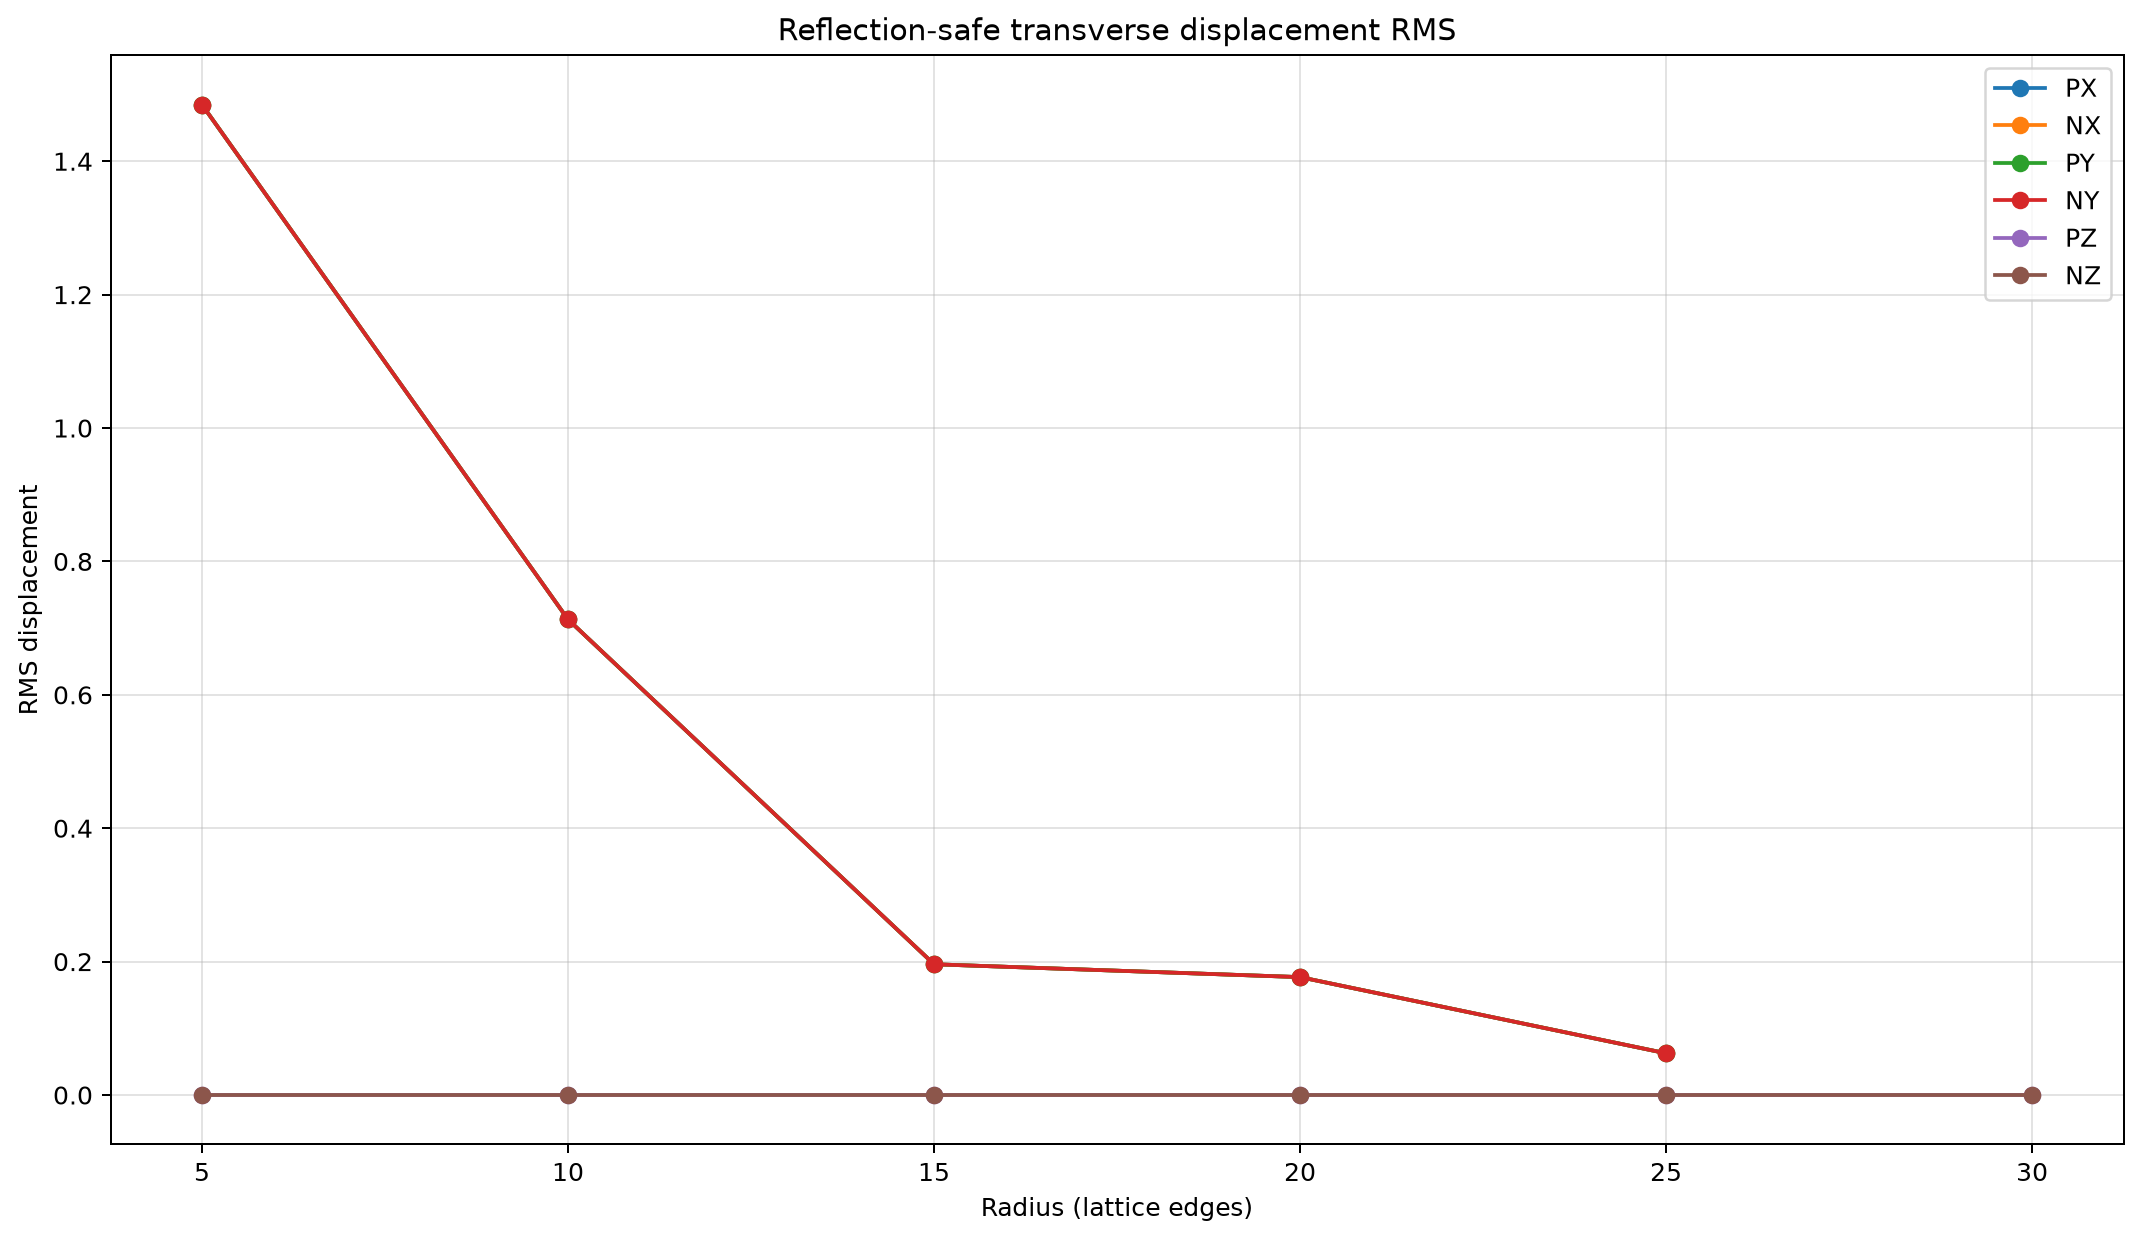 Reflection-safe transverse displacement RMS
PX
NX
PY
NY
PZ
NZ
1.4
1.2
1.0
0.8
0.6
0.4
0.2
0.0
RMS displacement
5 10 15 20 25 30
Radius (lattice edges)